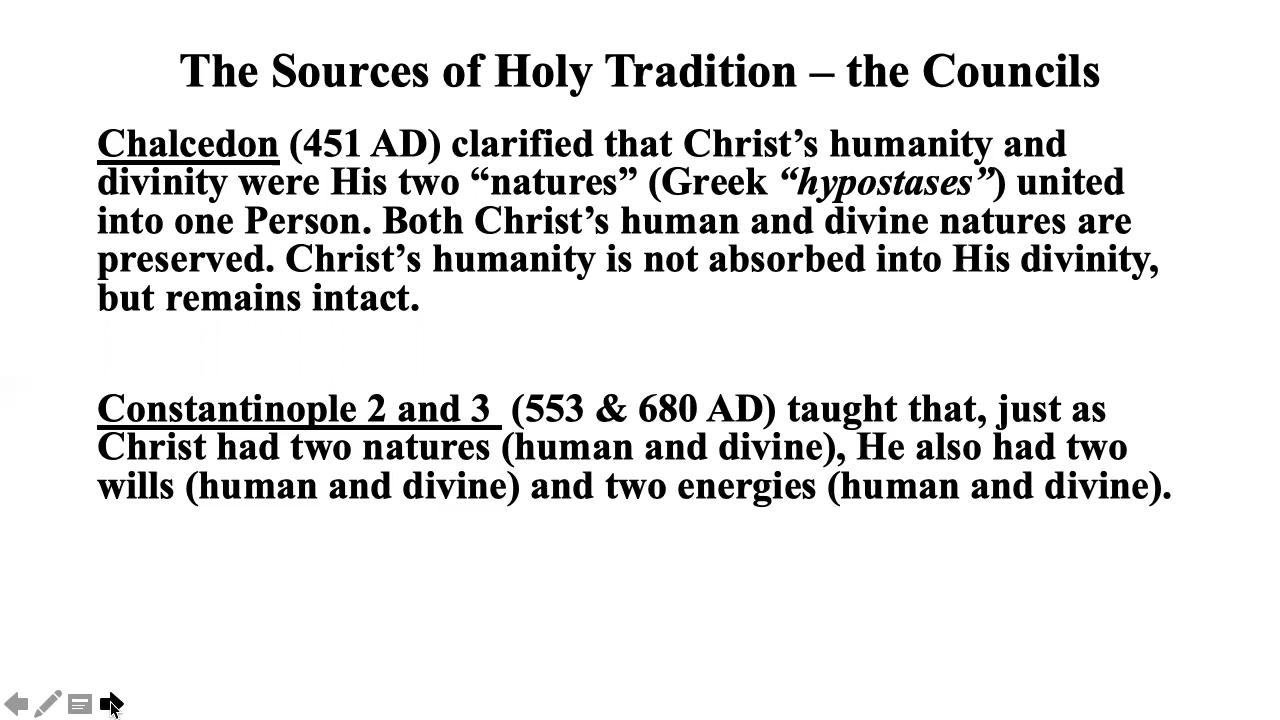 The Sources of Holy Tradition – the Councils
Chalcedon (451 AD) clarified that Christ’s humanity and
divinity were His two “natures” (Greek “hypostases”) united
into one Person. Both Christ’s human and divine natures are
preserved. Christ’s humanity is not absorbed into His divinity,
but remains intact.
Constantinople 2 and 3 (553 & 680 AD) taught that, just as
Christ had two natures (human and divine), He also had two
wills (human and divine) and two energies (human and divine).